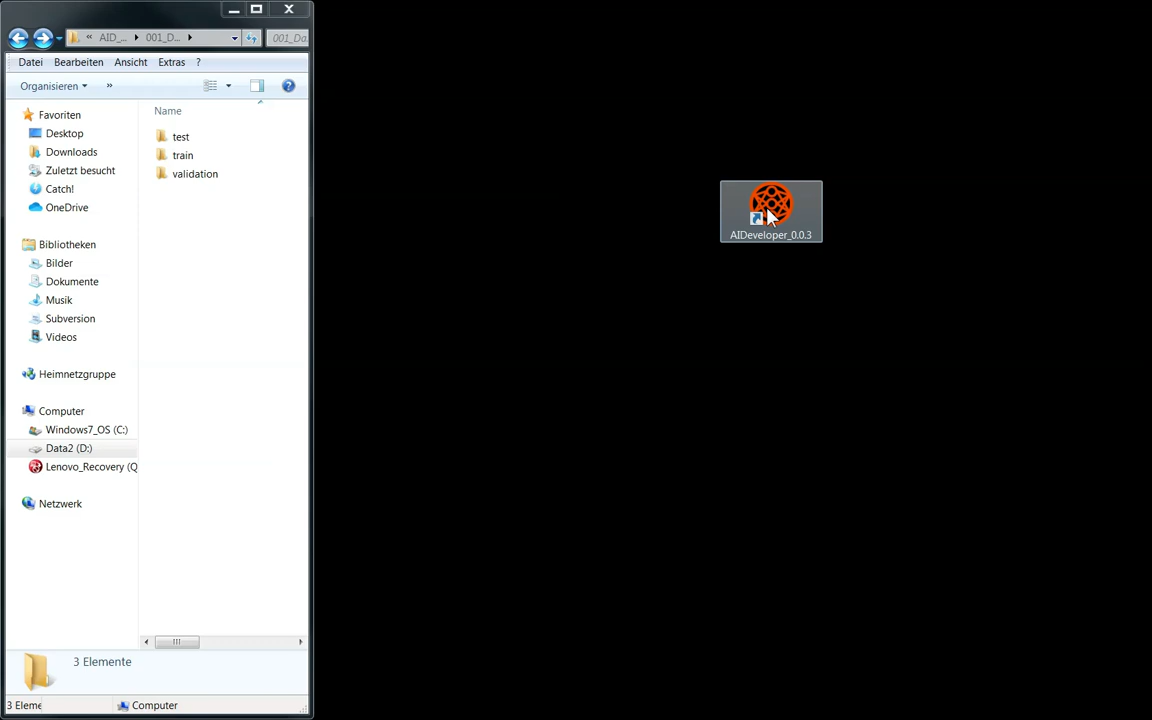 « AID_... 001_D... 001_Da.
Datei Bearbeiten Ansicht Extras ?
Organisieren »
Name
Favoriten
Desktop
Downloads
Zuletzt besucht
Catch!
OneDrive
Bibliotheken
Bilder
Dokumente
Musik
Subversion
Videos
Heimnetzgruppe
Computer
Windows7_OS (C:)
Data2 (D:)
Lenovo_Recovery (Q
Netzwerk
test
train
validation
3 Elemente
3 Eleme Computer
AIDeveloper_0.0.3